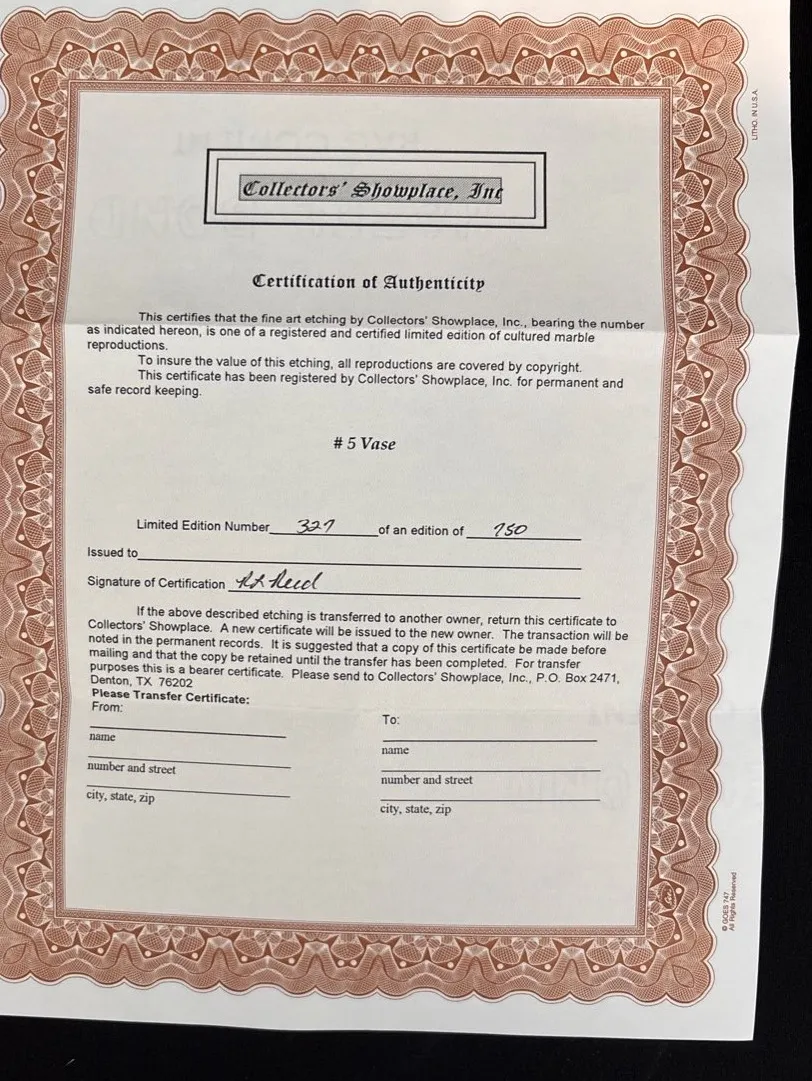 LITHO. IN U.S.A.
Collectors' Showplace, Inc
Certification of Authenticity
This certifies that the fine art etching by Collectors' Showplace, Inc., bearing the number
as indicated hereon, is one of a registered and certified limited edition of cultured marble
reproductions.
To insure the value of this etching, all reproductions are covered by copyright.
This certificate has been registered by Collectors' Showplace, Inc. for permanent and
safe record keeping.
# 5 Vase
Limited Edition Number 327 of an edition of 750
Issued to
Signature of Certification
If the above described etching is transferred to another owner, return this certificate to
Collectors' Showplace. A new certificate will be issued to the new owner. The transaction will be
noted in the permanent records. It is suggested that a copy of this certificate be made before
mailing and that the copy be retained until the transfer has been completed. For transfer
purposes this is a bearer certificate. Please send to Collectors' Showplace, Inc., P.O. Box 2471,
Denton, TX 76202
Please Transfer Certificate:
From:
To:
name
name
number and street
number and street
city, state, zip
city, state, zip
© GOES 747
All Rights Reserved